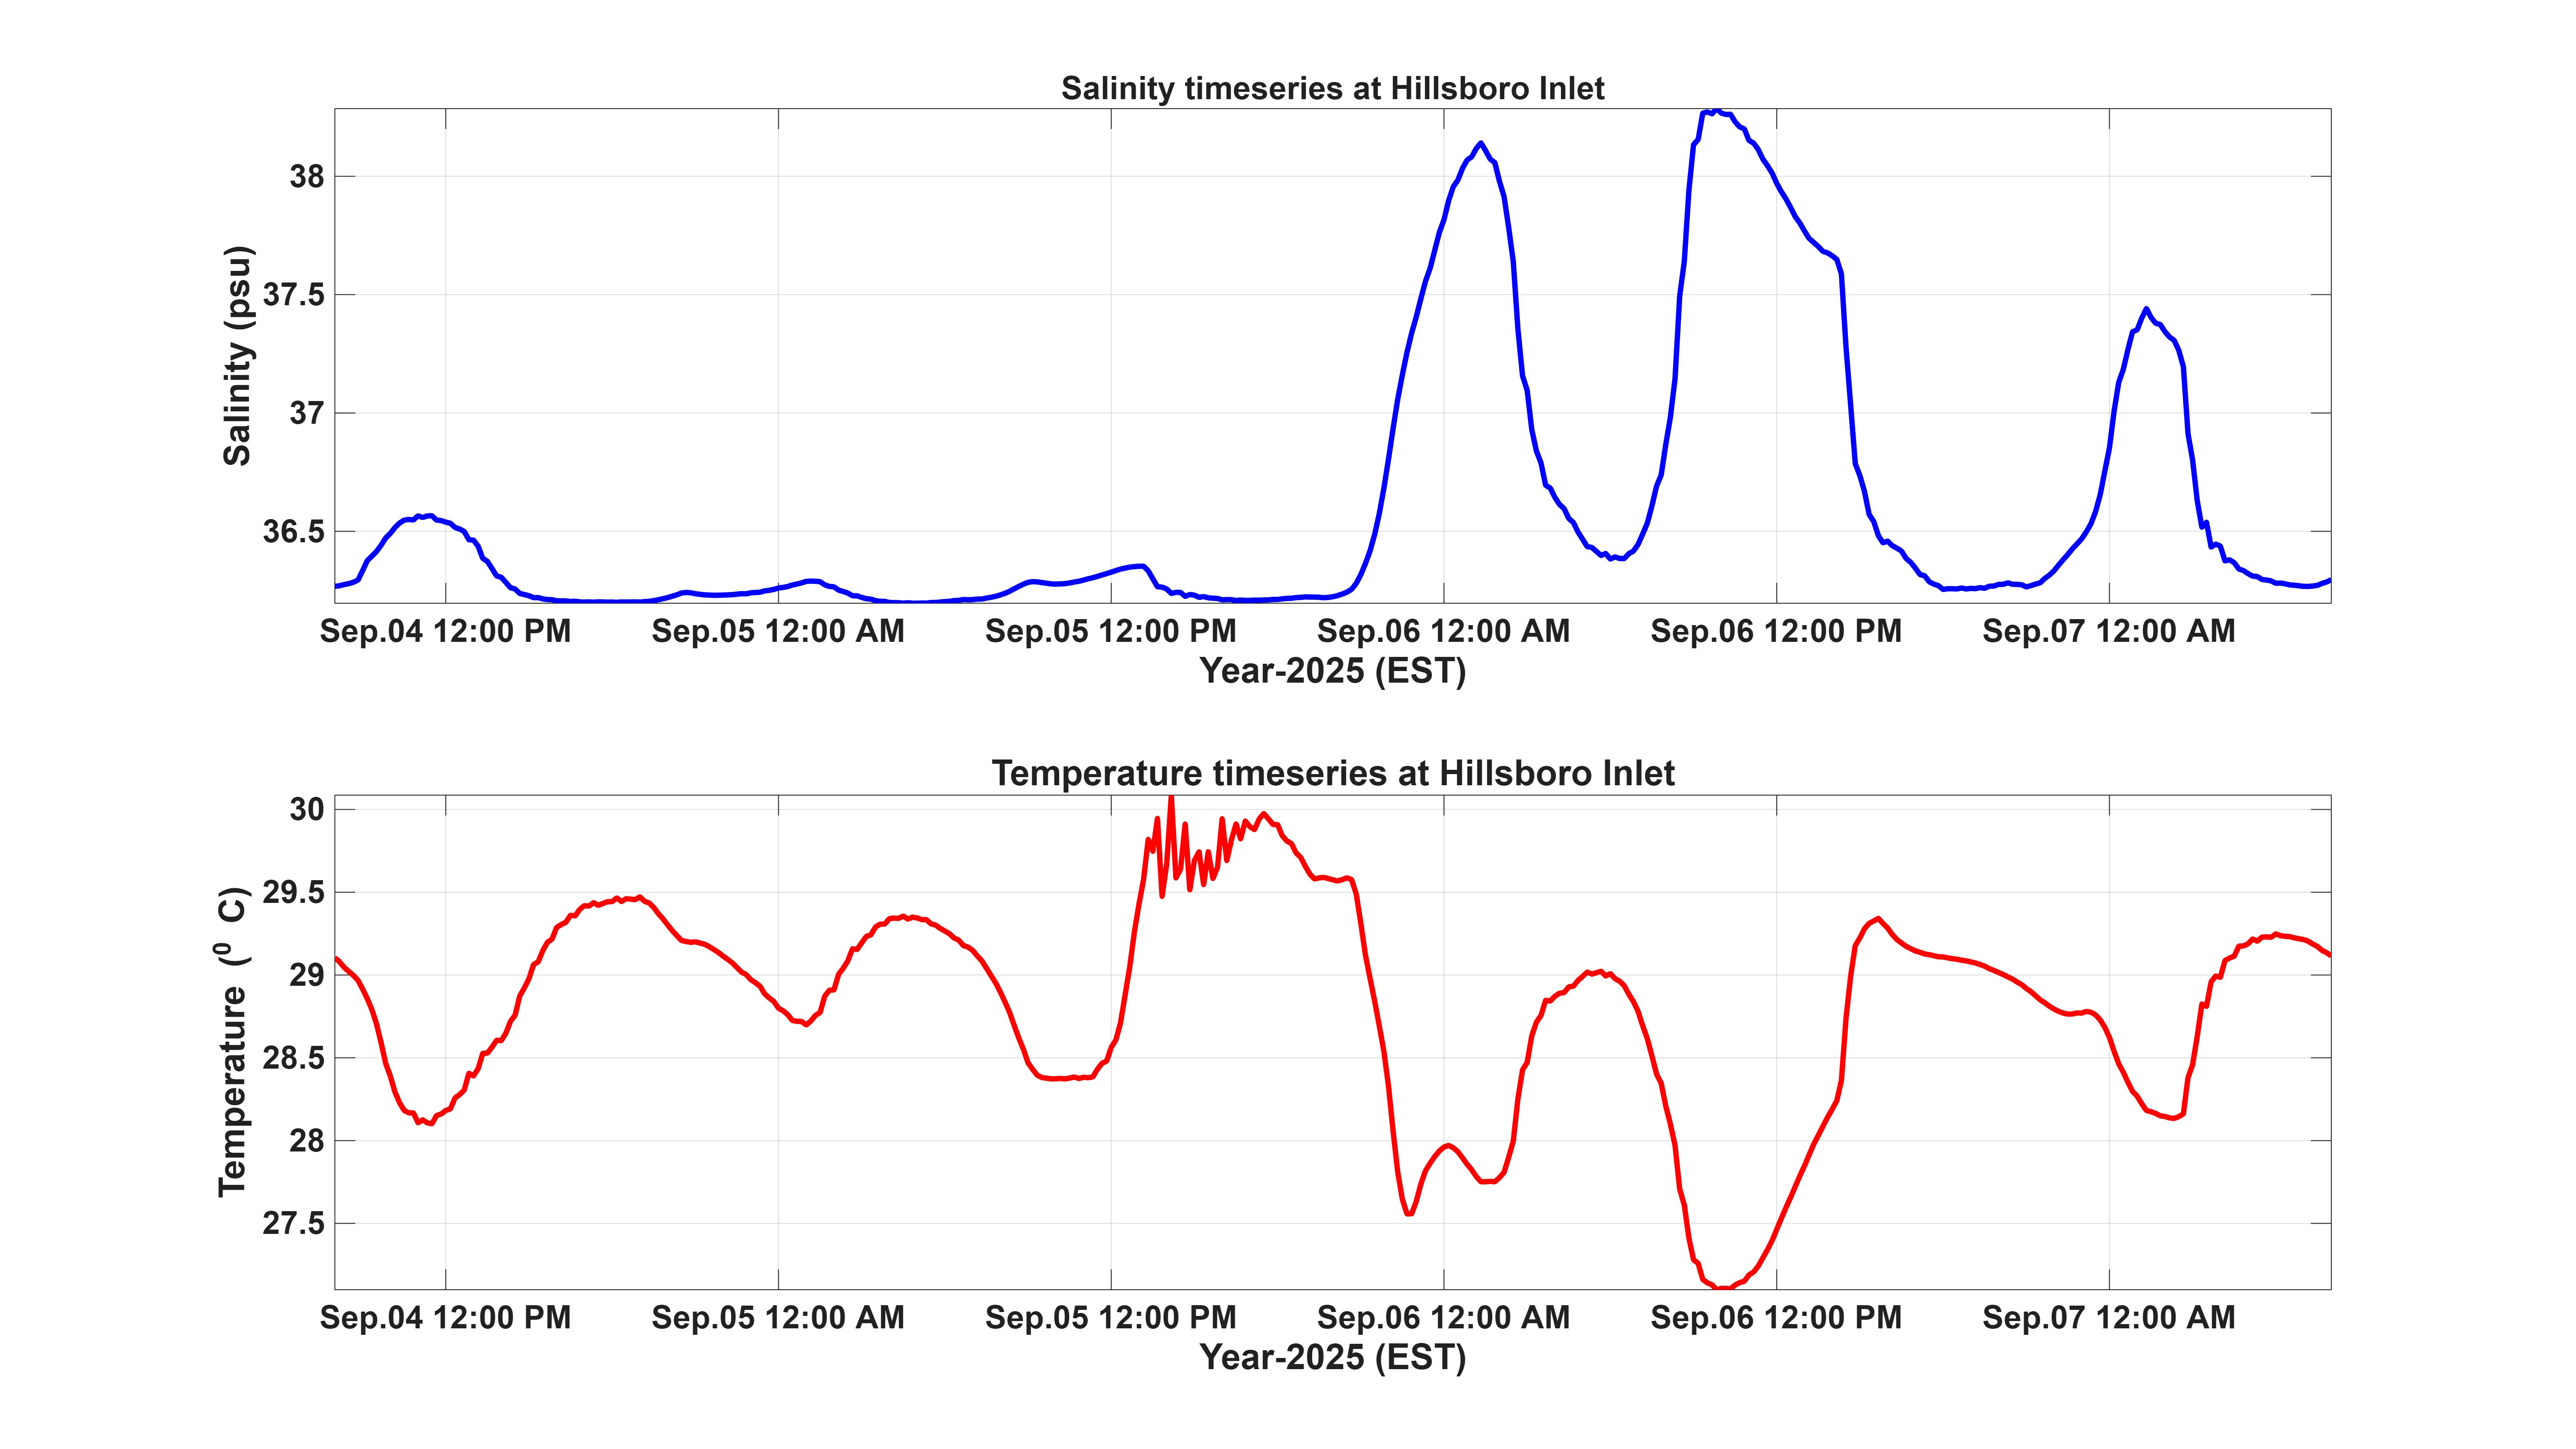 Salinity timeseries at Hillsboro Inlet
Salinity (psu)
38
37.5
37
36.5
Sep.04 12:00 PM Sep.05 12:00 AM Sep.05 12:00 PM Sep.06 12:00 AM Sep.06 12:00 PM Sep.07 12:00 AM
Year-2025 (EST)
Temperature timeseries at Hillsboro Inlet
Temperature (⁰ C)
30
29.5
29
28.5
28
27.5
Sep.04 12:00 PM Sep.05 12:00 AM Sep.05 12:00 PM Sep.06 12:00 AM Sep.06 12:00 PM Sep.07 12:00 AM
Year-2025 (EST)